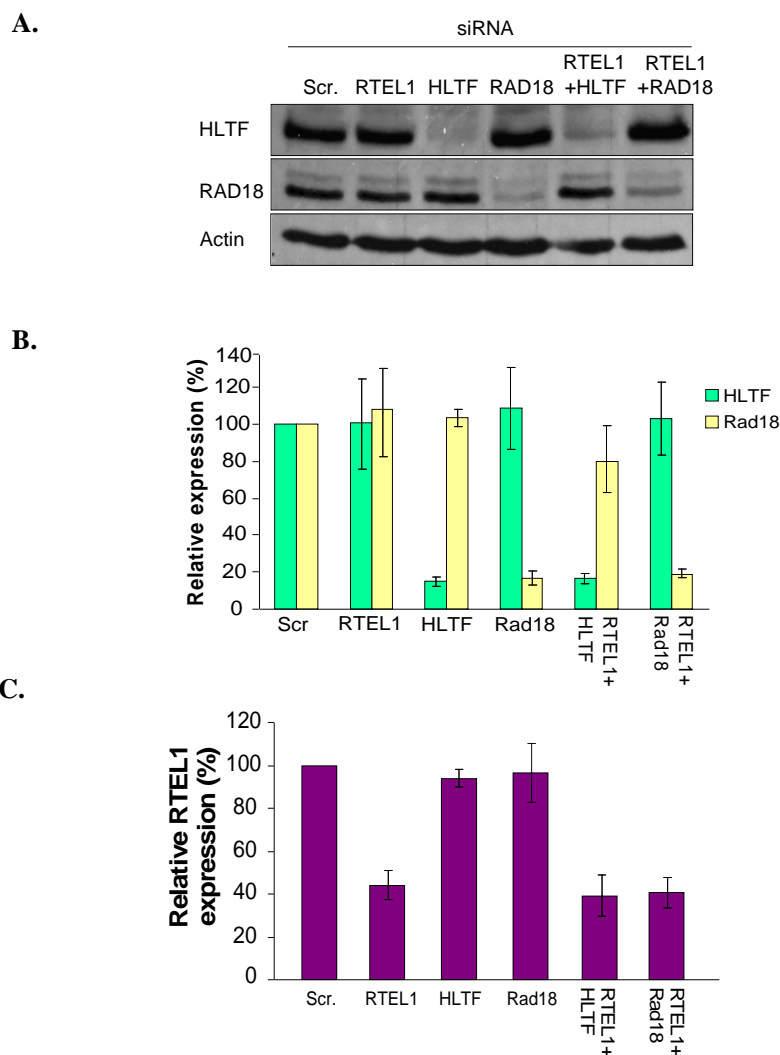 A.
siRNA
Scr. RTEL1 HLTF RAD18 RTEL1 +HLTF RTEL1 +RAD18
HLTF
RAD18
Actin
B.
Relative expression (%)
140
120
100
80
60
40
20
0
HLTF
Rad18
Scr
RTEL1
HLTF
Rad18
RTEL1+
HLTF
RTEL1+
Rad18
C.
Relative RTEL1
expression (%)
120
100
80
60
40
20
0
Scr.
RTEL1
HLTF
Rad18
RTEL1+
HLTF
RTEL1+
Rad18